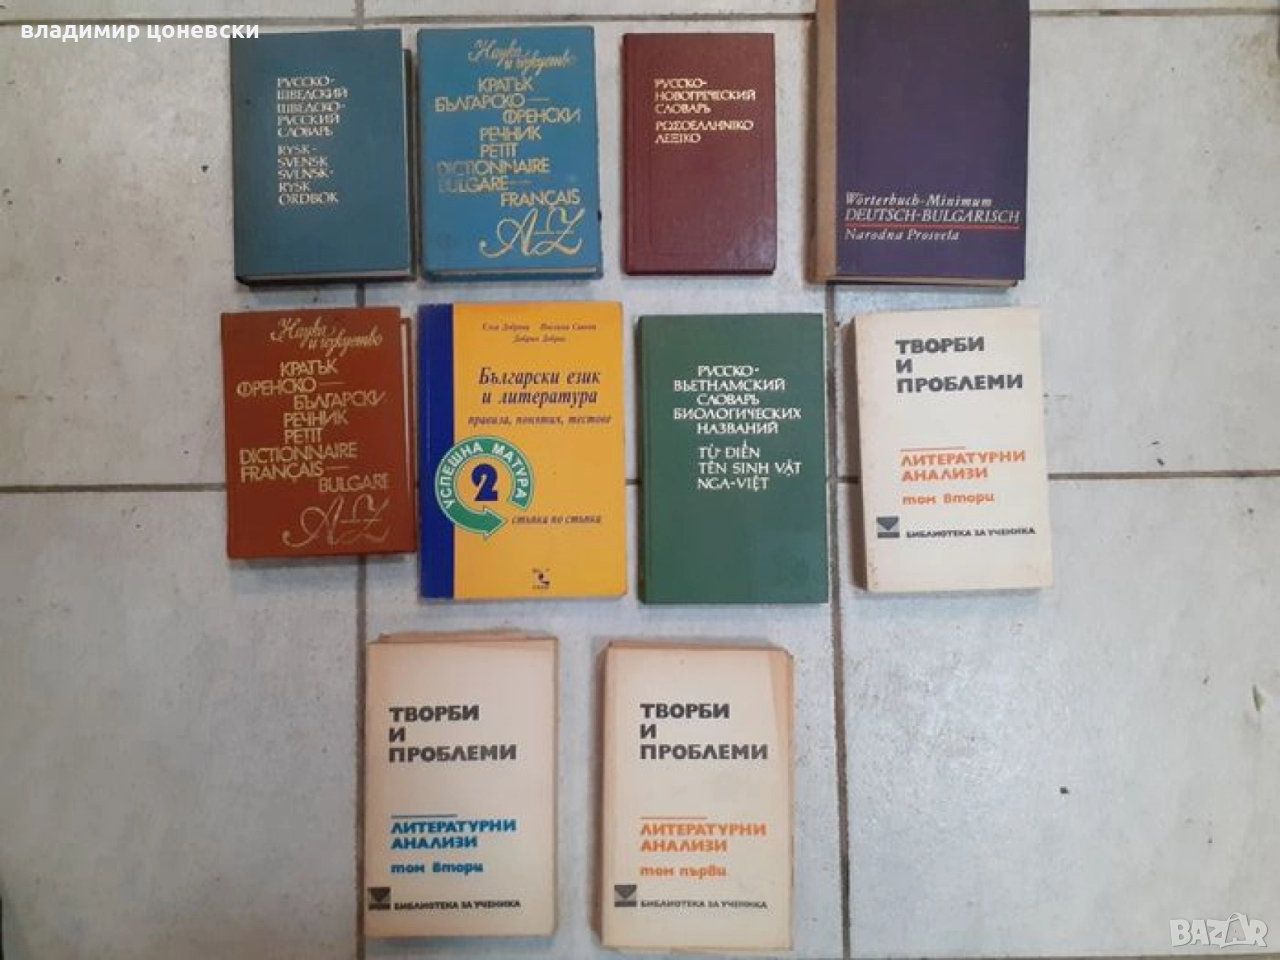 владимир цоневски
РУССКО-
ШВЕДСКИЙ
ШВЕДСКО-
РУССКИЙ
СЛОВАРЬ
RYSK-
SVENSK
SVENSK-
RYSK
ORDBOK
Наука
и изкуство
КРАТЪК
БЪЛГАРСКО—
ФРЕНСКИ
РЕЧНИК
PETIT
DICTIONNAIRE
BULGARE—
FRANÇAIS
A-Z
РУССКО-
НОВОГРЕЧЕСКИЙ
СЛОВАРЬ
ΡΩΣΟΕΛΛΗΝΙΚΟ
ΛΕΞΙΚΟ
Wörterbuch-Minimum
DEUTSCH-BULGARISCH
Narodna Prosveta
Наука
и изкуство
КРАТЪК
ФРЕНСКО—
БЪЛГАРСКИ
РЕЧНИК
PETIT
DICTIONNAIRE
FRANÇAIS—
BULGARE
A-Z
Български език
и литература
правила, понятия, тестове
УСПЕШНА МАТУРА
2
стъпка по стъпка
РУССКО-
ВЬЕТНАМСКИЙ
СЛОВАРЬ
БИОЛОГИЧЕСКИХ
НАЗВАНИЙ
TỪ ĐIỂN
TÊN SINH VẬT
NGA-VIỆT
ТВОРБИ
И
ПРОБЛЕМИ
ЛИТЕРАТУРНИ
АНАЛИЗИ
том втори
БИБЛИОТЕКА ЗА УЧЕНИКА
ТВОРБИ
И
ПРОБЛЕМИ
ЛИТЕРАТУРНИ
АНАЛИЗИ
том втори
БИБЛИОТЕКА ЗА УЧЕНИКА
ТВОРБИ
И
ПРОБЛЕМИ
ЛИТЕРАТУРНИ
АНАЛИЗИ
том първи
БИБЛИОТЕКА ЗА УЧЕНИКА
BAZAR